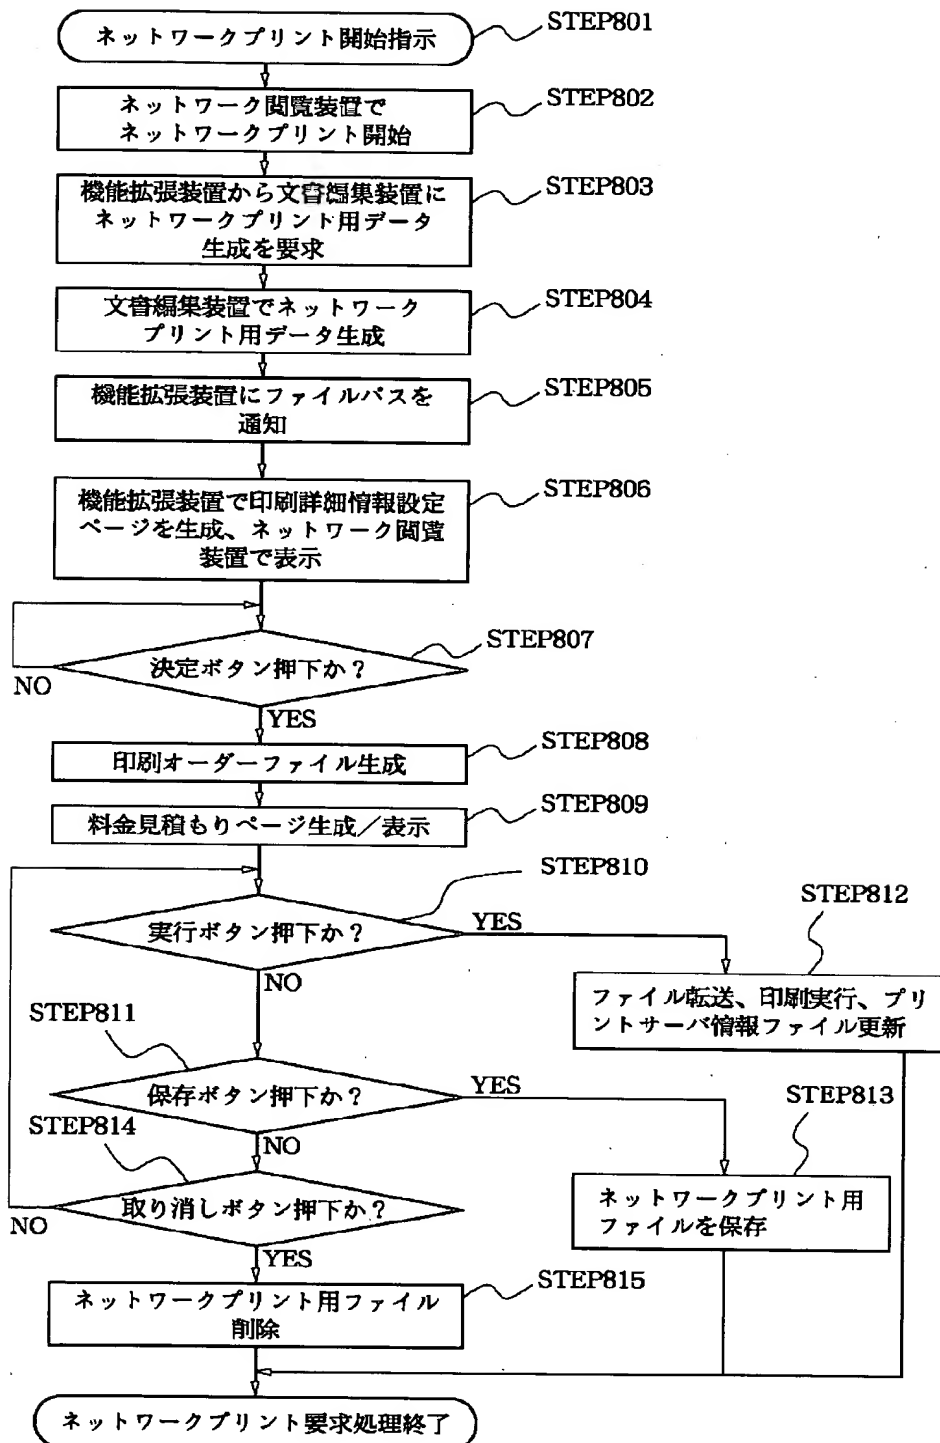 ネットワークプリント開始指示
STEP801
ネットワーク閲覧装置で
ネットワークプリント開始
STEP802
機能拡張装置から文書編集装置に
ネットワークプリント用データ
生成を要求
STEP803
文書編集装置でネットワーク
プリント用データ生成
STEP804
機能拡張装置にファイルパスを
通知
STEP805
機能拡張装置で印刷詳細情報設定
ページを生成、ネットワーク閲覧
装置で表示
STEP806
決定ボタン押下か？
STEP807
NO
YES
印刷オーダーファイル生成
STEP808
料金見積もりページ生成／表示
STEP809
実行ボタン押下か？
STEP810
YES
NO
STEP812
ファイル転送、印刷実行、プリ
ントサーバ情報ファイル更新
STEP811
保存ボタン押下か？
YES
NO
STEP813
ネットワークプリント用
ファイルを保存
STEP814
取り消しボタン押下か？
NO
YES
STEP815
ネットワークプリント用ファイル
削除
ネットワークプリント要求処理終了